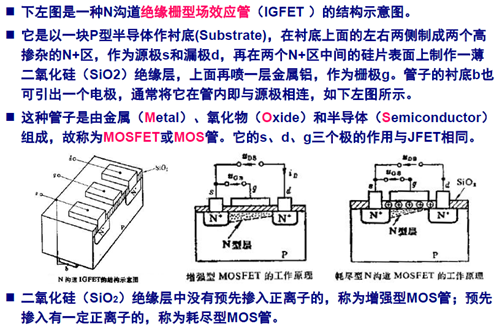 下左图是一种N沟道绝缘栅型场效应管（IGFET ）的结构示意图。
它是以一块P型半导体作衬底(Substrate)，在衬底上面的左右两侧制成两个高
掺杂的N+区，作为源极s和漏极d，再在两个N+区中间的硅片表面上制作一薄
二氧化硅（SiO2）绝缘层，上面再喷一层金属铝，作为栅极g。管子的衬底b也
可引出一个电极，通常将它在管内即与源极相连，如下左图所示。
这种管子是由金属（Metal）、氧化物（Oxide）和半导体（Semiconductor）
组成，故称为MOSFET或MOS管。它的s、d、g三个极的作用与JFET相同。
SiO₂
N⁺
N⁺
P
b
N 沟道 IGFET的结构示意图
u_DS
u_GS
i_D
s
g
d
N⁺
N⁺
N型层
P
增强型 MOSFET 的工作原理
u_DS
u_GS
s
g
d
SiO₂
N⁺
N⁺
N 型层
P
耗尽型N沟道 MOSFET 的工作原理
二氧化硅（SiO₂）绝缘层中没有预先掺入正离子的，称为增强型MOS管；预先
掺入有一定正离子的，称为耗尽型MOS管。